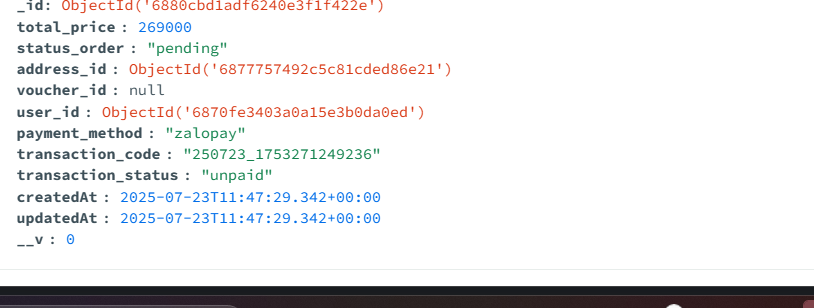 _id: ObjectId('6880cbd1adf6240e3f1f422e')
total_price : 269000
status_order : "pending"
address_id : ObjectId('6877757492c5c81cded86e21')
voucher_id : null
user_id : ObjectId('6870fe3403a0a15e3b0da0ed')
payment_method : "zalopay"
transaction_code : "250723_1753271249236"
transaction_status : "unpaid"
createdAt : 2025-07-23T11:47:29.342+00:00
updatedAt : 2025-07-23T11:47:29.342+00:00
__v : 0